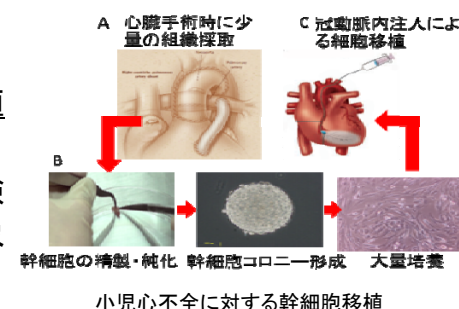 A 心臓手術時に少
量の組織採取
C 冠動脈内注入によ
る細胞移植
B
幹細胞の精製・純化
幹細胞コロニー形成
大量培養
小児心不全に対する幹細胞移植